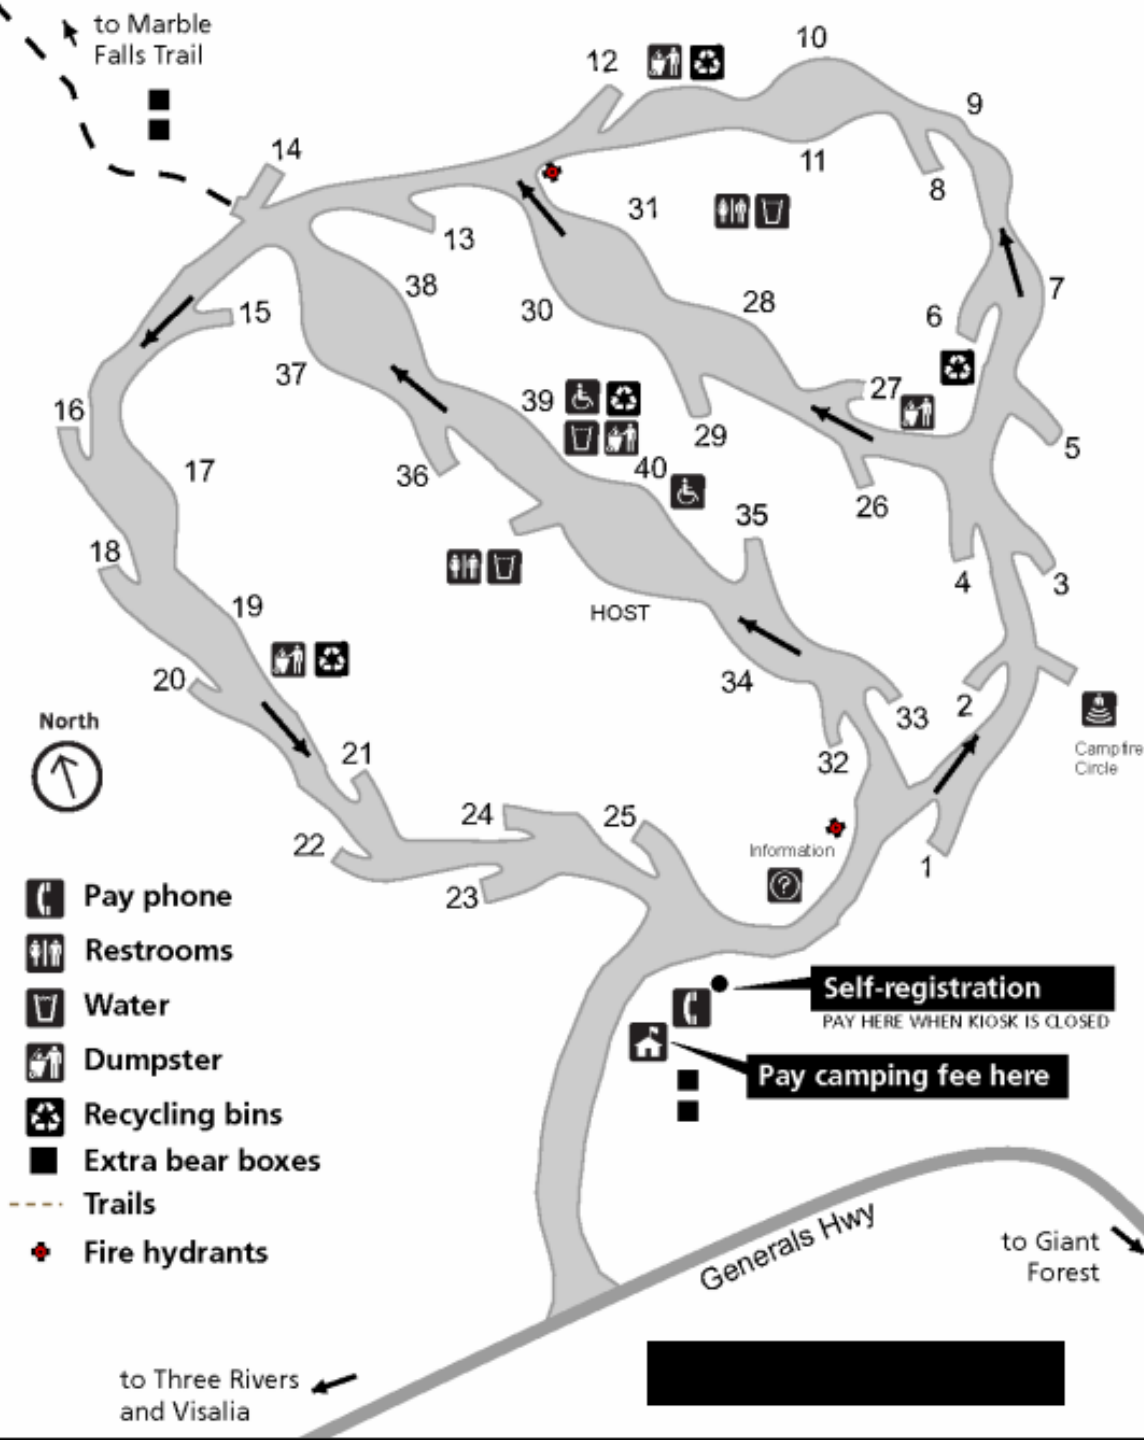 to Marble
Falls Trail
10
12
9
14
11
8
31
13
38
7
30
28
15
6
37
27
39
16
29
5
40
17
36
26
35
18
4
3
HOST
19
20
34
2
33
North
Campfire
Circle
21
32
24
25
22
Information
1
23
Pay phone
Restrooms
Water
Dumpster
Recycling bins
Extra bear boxes
Trails
Fire hydrants
Self-registration
PAY HERE WHEN KIOSK IS CLOSED
Pay camping fee here
Generals Hwy
to Giant
Forest
to Three Rivers
and Visalia